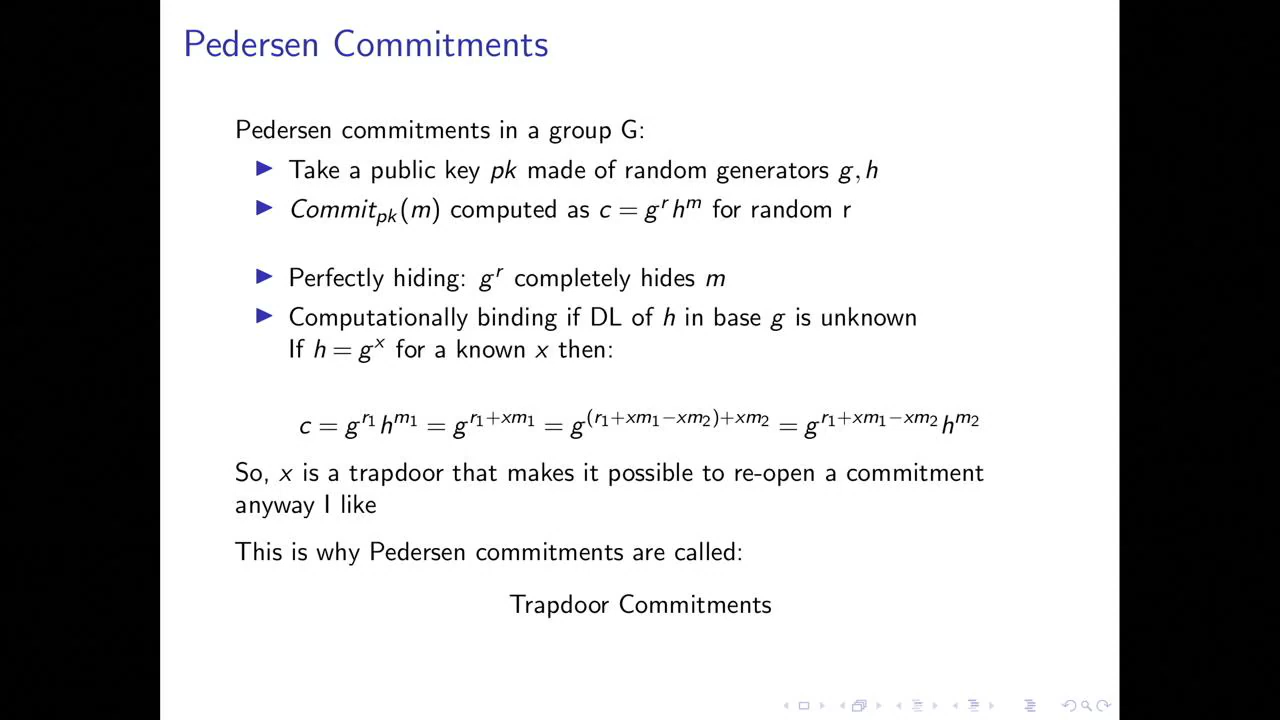 Pedersen Commitments
Pedersen commitments in a group G:
▶ Take a public key pk made of random generators g, h
▶ Commit_{pk}(m) computed as c = g^r h^m for random r
▶ Perfectly hiding: g^r completely hides m
▶ Computationally binding if DL of h in base g is unknown
If h = g^x for a known x then:
c = g^{r_1} h^{m_1} = g^{r_1+xm_1} = g^{(r_1+xm_1−xm_2)+xm_2} = g^{r_1+xm_1−xm_2} h^{m_2}
So, x is a trapdoor that makes it possible to re-open a commitment
anyway I like
This is why Pedersen commitments are called:
Trapdoor Commitments